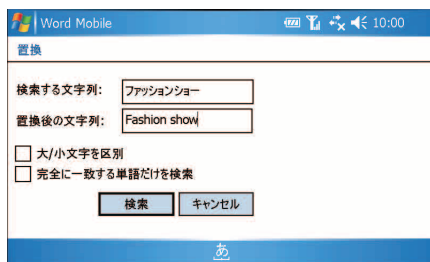 Word Mobile 10:00
置換
検索する文字列: ファッションショー
置換後の文字列: Fashion show
大/小文字を区別
完全に一致する単語だけを検索
検索 キャンセル
あ